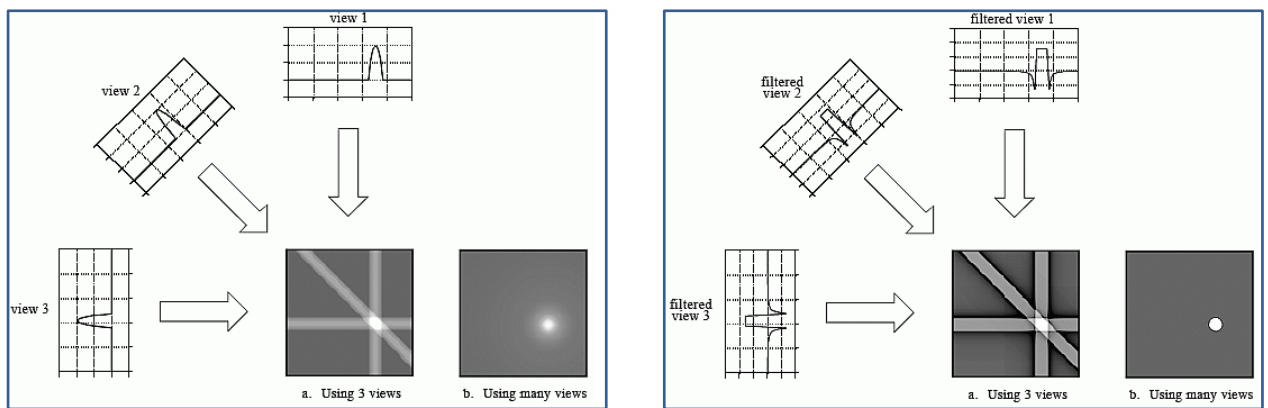 view 1
view 2
view 3
a. Using 3 views
b. Using many views
filtered view 1
filtered
view 2
filtered
view 3
a. Using 3 views
b. Using many views